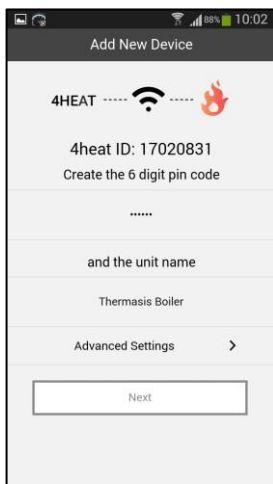 88% 10:02
Add New Device
4HEAT
4heat ID: 17020831
Create the 6 digit pin code
••••••
and the unit name
Thermasis Boiler
Advanced Settings >
Next